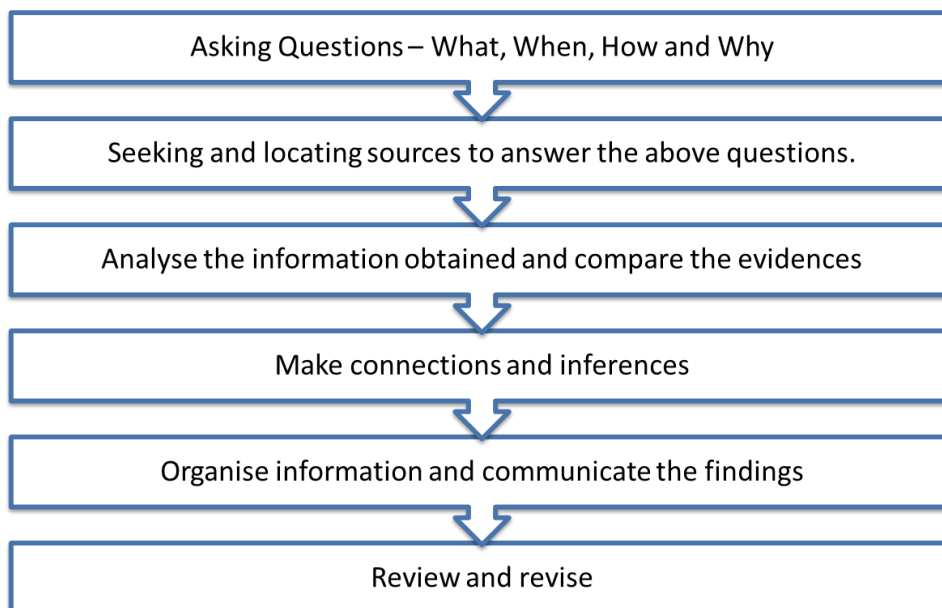 Asking Questions – What, When, How and Why
Seeking and locating sources to answer the above questions.
Analyse the information obtained and compare the evidences
Make connections and inferences
Organise information and communicate the findings
Review and revise